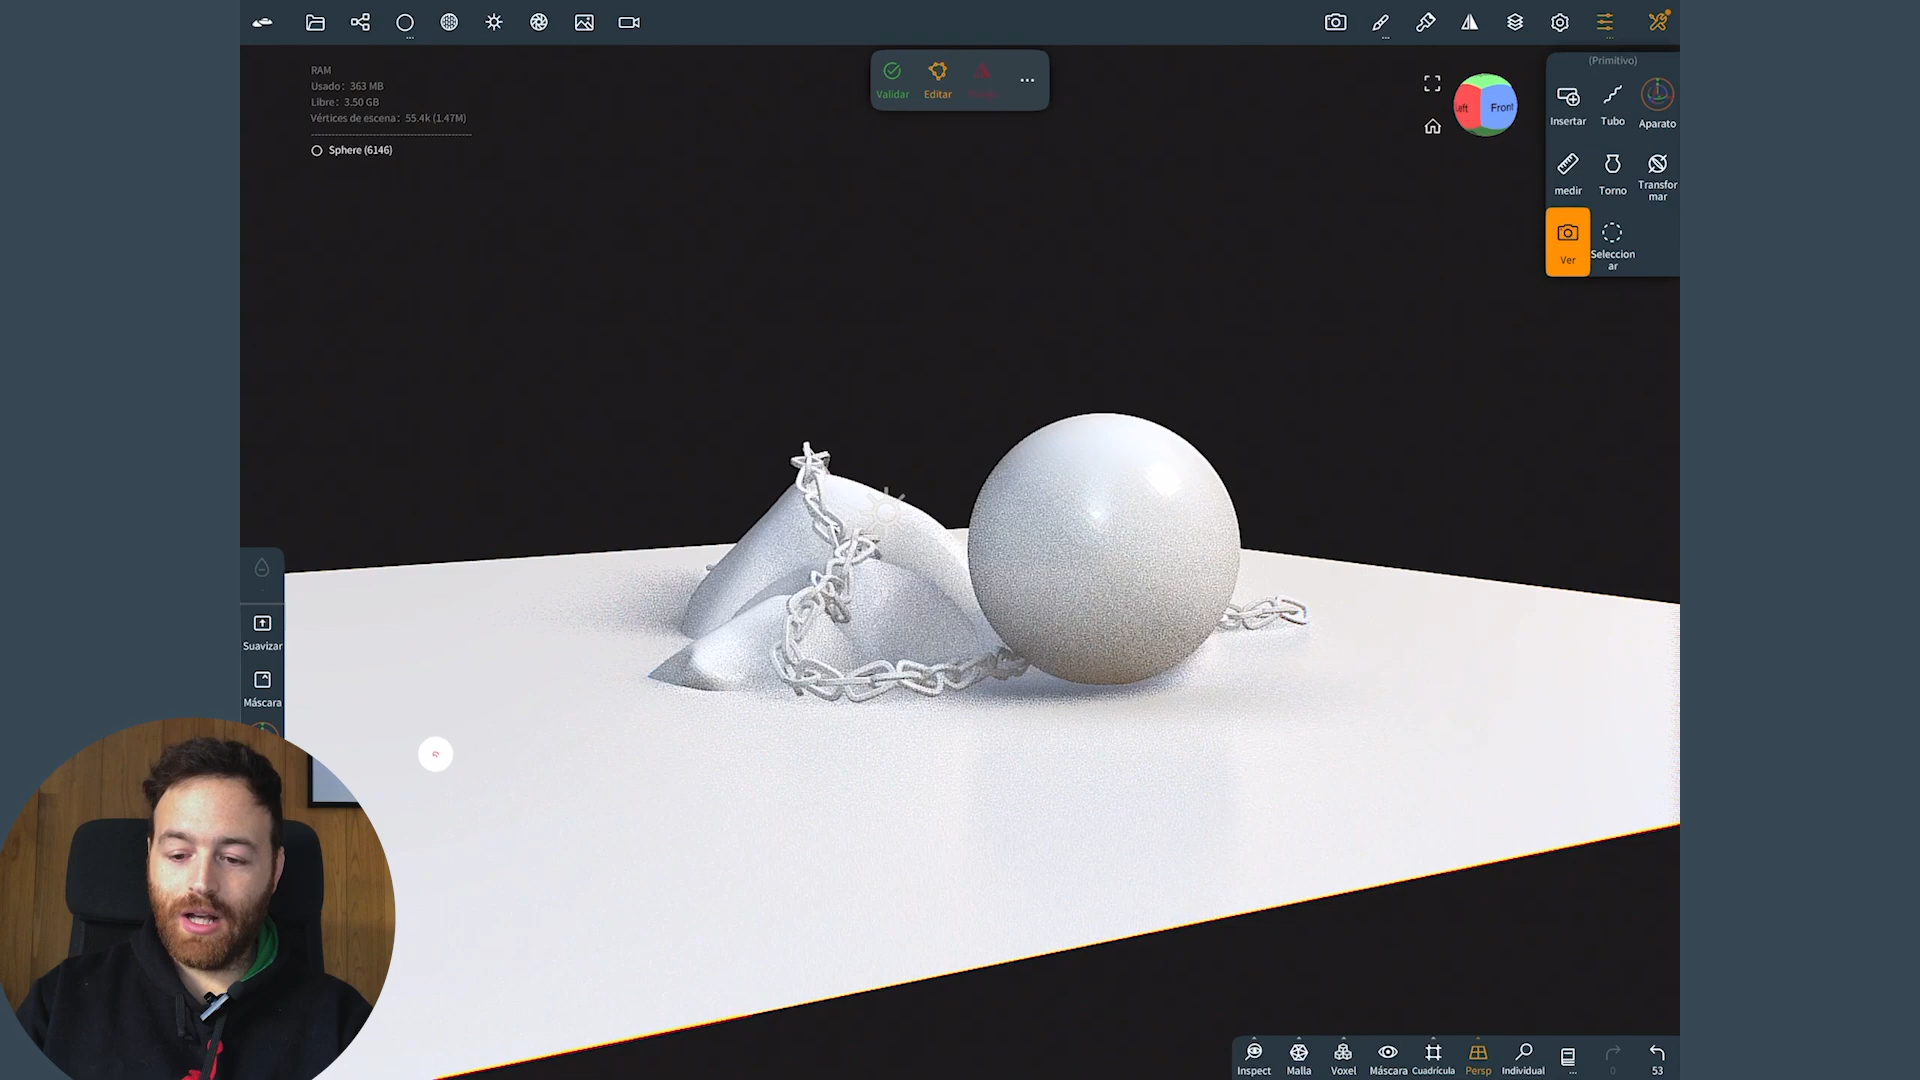 RAM
Usado: 363 MB
Libre: 3.50 GB
Vértices de escena: 55.4k (1.47M)
Sphere (6146)
Validar
Editar
...
Left
Front
(Primitivo)
Insertar
Tubo
Aparato
medir
Torno
Transfor
mar
Ver
Seleccion
ar
Suavizar
Máscara
Inspect
Malla
Voxel
Máscara
Cuadrícula
Persp
Individual
...
0
53